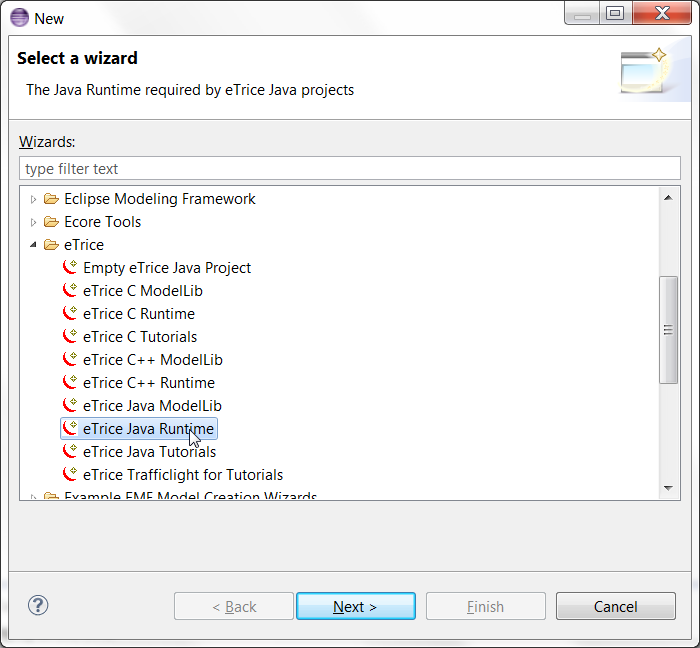 New
Select a wizard
The Java Runtime required by eTrice Java projects
Wizards:
type filter text
Eclipse Modeling Framework
Ecore Tools
eTrice
Empty eTrice Java Project
eTrice C ModelLib
eTrice C Runtime
eTrice C Tutorials
eTrice C++ ModelLib
eTrice C++ Runtime
eTrice Java ModelLib
eTrice Java Runtime
eTrice Java Tutorials
eTrice Trafficlight for Tutorials
Example EMF Model Creation Wizards
?
< Back
Next >
Finish
Cancel